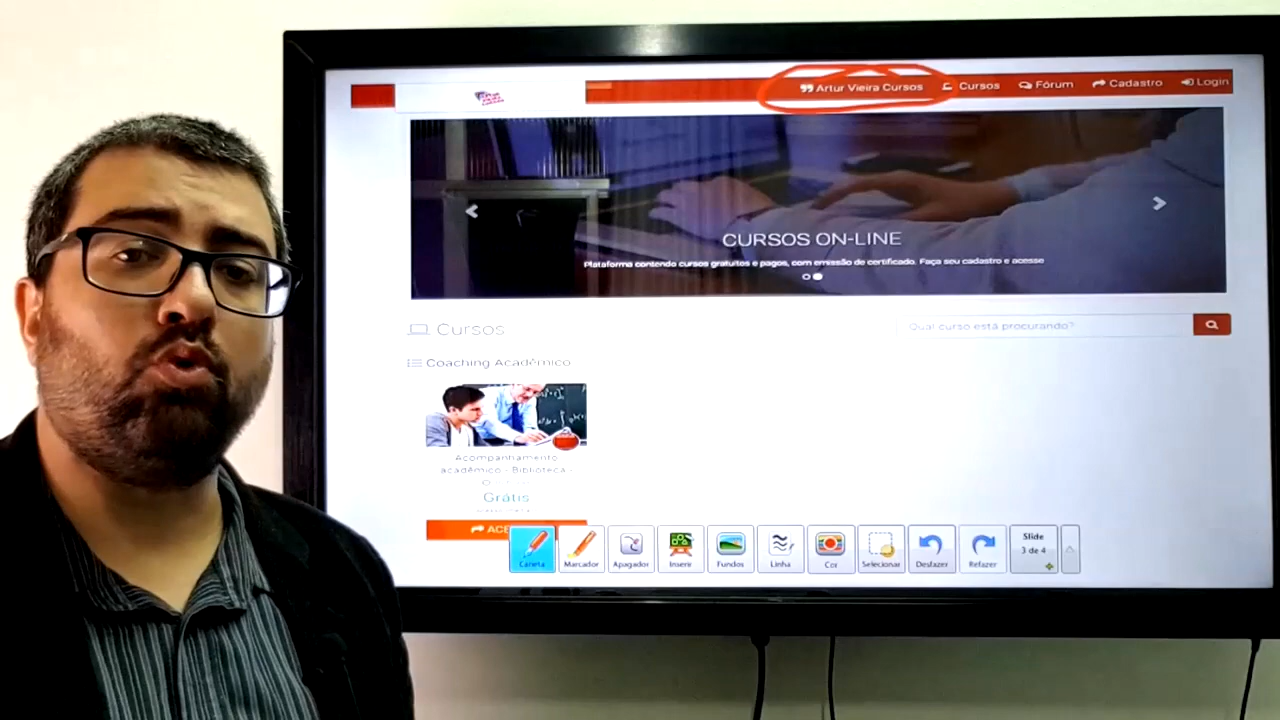 Artur Vieira Cursos Cursos Fórum Cadastro Login
CURSOS ON-LINE
Plataforma contendo cursos gratuitos e pagos, com emissão de certificado. Faça seu cadastro e acesse
Cursos
Qual curso está procurando?
Coaching Acadêmico
Acompanhamento
acadêmico - Biblioteca -
Grátis
Caneta Marcador Apagador Inserir Fundos Linha Cor Selecionar Desfazer Refazer
Slide
3 de 4